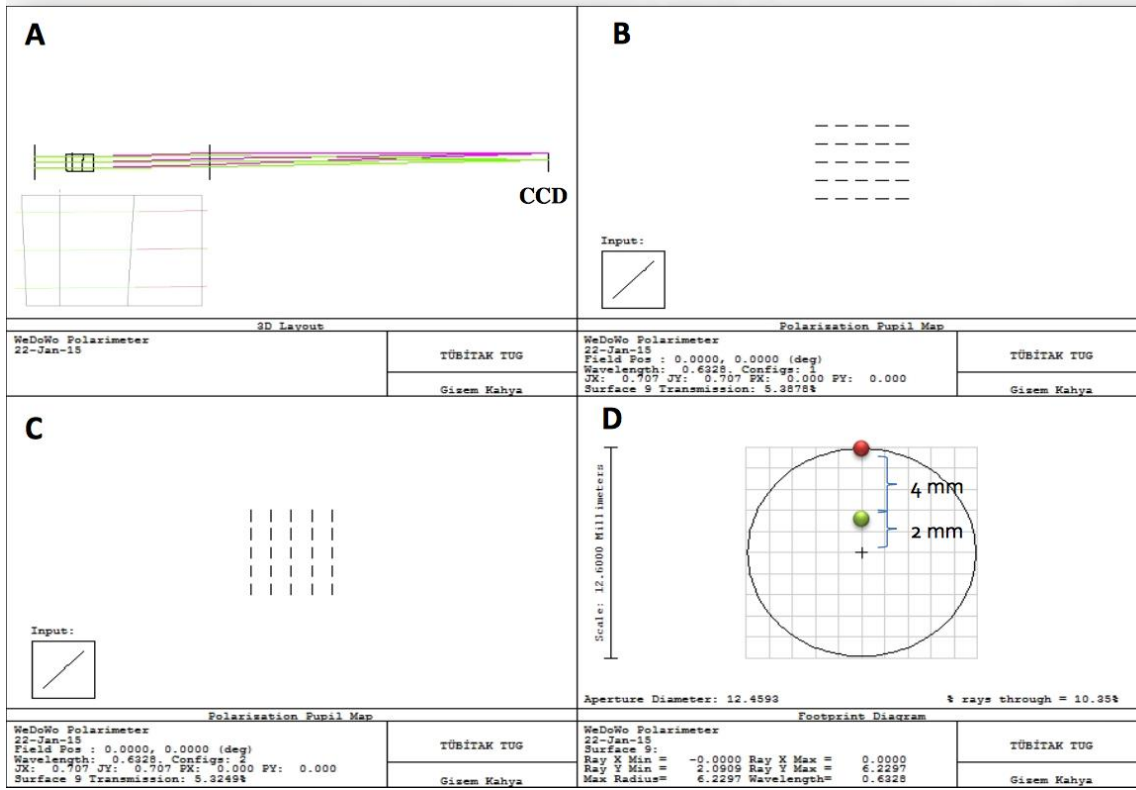 A
CCD
3D Layout
WeDoWo Polarimeter
22-Jan-15
TÜBİTAK TUG
Gizem Kahya
B
Input:
Polarization Pupil Map
WeDoWo Polarimeter
22-Jan-15
Field Pos : 0.0000, 0.0000 (deg)
Wavelength: 0.6328. Configs: 1
JX: 0.707 JY: 0.707 PX: 0.000 PY: 0.000
Surface 9 Transmission: 5.3878%
TÜBİTAK TUG
Gizem Kahya
C
Input:
Polarization Pupil Map
WeDoWo Polarimeter
22-Jan-15
Field Pos : 0.0000, 0.0000 (deg)
Wavelength: 0.6328. Configs: 2
JX: 0.707 JY: 0.707 PX: 0.000 PY: 0.000
Surface 9 Transmission: 5.3249%
TÜBİTAK TUG
Gizem Kahya
D
Scale: 12.6000 Millimeters
4 mm
2 mm
Aperture Diameter: 12.4593 % rays through = 10.35%
Footprint Diagram
WeDoWo Polarimeter
22-Jan-15
Surface 9:
Ray X Min = -0.0000 Ray X Max = 0.0000
Ray Y Min = 2.0909 Ray Y Max = 6.2297
Max Radius= 6.2297 Wavelength= 0.6328
TÜBİTAK TUG
Gizem Kahya